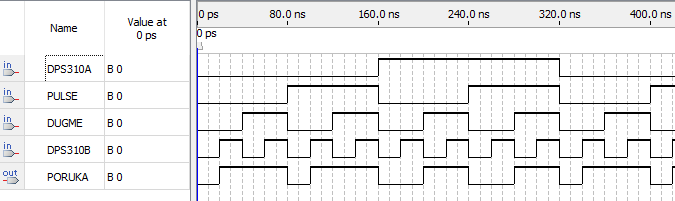 Name Value at 0 ps 0 ps 80.0 ns 160.0 ns 240.0 ns 320.0 ns 400.0 n
0 ps
in DPS310A B 0
in PULSE B 0
in DUGME B 0
in DPS310B B 0
out PORUKA B 0